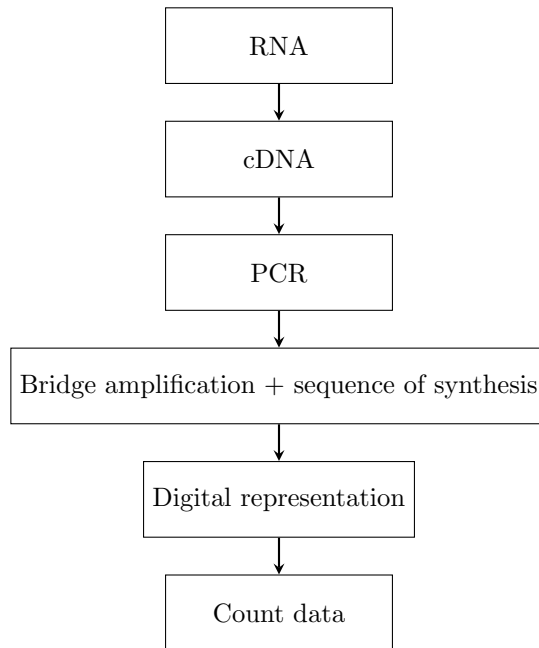 RNA
cDNA
PCR
Bridge amplification + sequence of synthesis
Digital representation
Count data